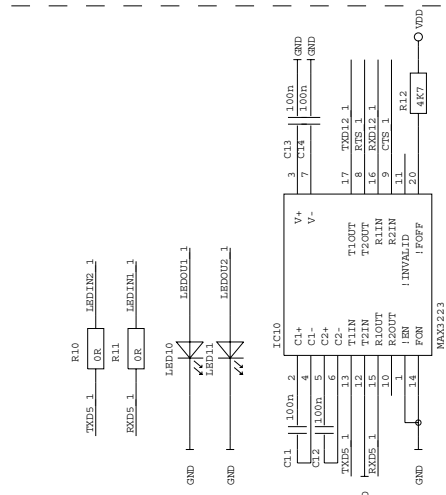 VDD
GND
GND
100n
100n
R12
4K7
C13
C14
TXD12_1
RTS_1
RXD12_1
CTS_1
3
7
17
8
16
9
11
20
V+
V-
T1OUT
T2OUT
R1IN
R2IN
!INVALID
!FOFF
IC10
C1+
C1-
C2+
C2-
T1IN
T2IN
R1OUT
R2OUT
!EN
FON
MAX3223
2
4
5
6
13
12
15
10
1
14
100n
100n
C11
C12
TXD5_1
RXD5_1
GND
LEDIN2_1
LEDIN1_1
R10
0R
R11
0R
TXD5_1
RXD5_1
LEDOU1_1
LEDOU2_1
LED10
LED11
GND
GND